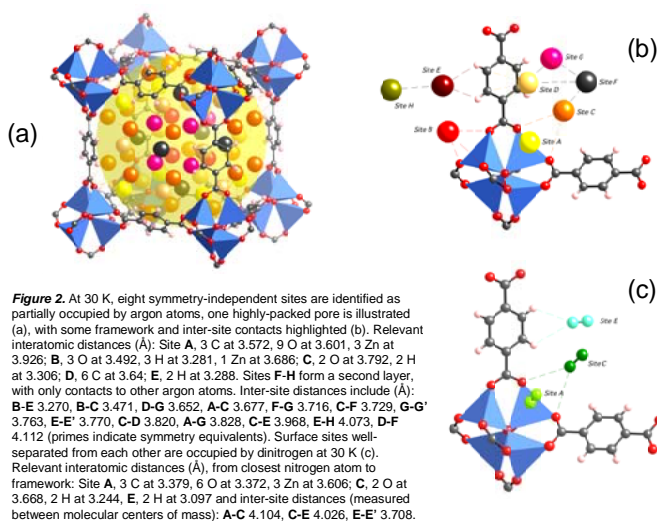 (a)
(b)
Site G
Site E
Site D
Site F
Site H
Site C
Site B
Site A
(c)
Site E
Site C
Site A
Figure 2. At 30 K, eight symmetry-independent sites are identified as
partially occupied by argon atoms, one highly-packed pore is illustrated
(a), with some framework and inter-site contacts highlighted (b). Relevant
interatomic distances (Å): Site A, 3 C at 3.572, 9 O at 3.601, 3 Zn at
3.926; B, 3 O at 3.492, 3 H at 3.281, 1 Zn at 3.686; C, 2 O at 3.792, 2 H
at 3.306; D, 6 C at 3.64; E, 2 H at 3.288. Sites F-H form a second layer,
with only contacts to other argon atoms. Inter-site distances include (Å):
B-E 3.270, B-C 3.471, D-G 3.652, A-C 3.677, F-G 3.716, C-F 3.729, G-G'
3.763, E-E' 3.770, C-D 3.820, A-G 3.828, C-E 3.968, E-H 4.073, D-F
4.112 (primes indicate symmetry equivalents). Surface sites well-
separated from each other are occupied by dinitrogen at 30 K (c).
Relevant interatomic distances (Å), from closest nitrogen atom to
framework: Site A, 3 C at 3.379, 6 O at 3.372, 3 Zn at 3.606; C, 2 O at
3.668, 2 H at 3.244, E, 2 H at 3.097 and inter-site distances (measured
between molecular centers of mass): A-C 4.104, C-E 4.026, E-E' 3.708.